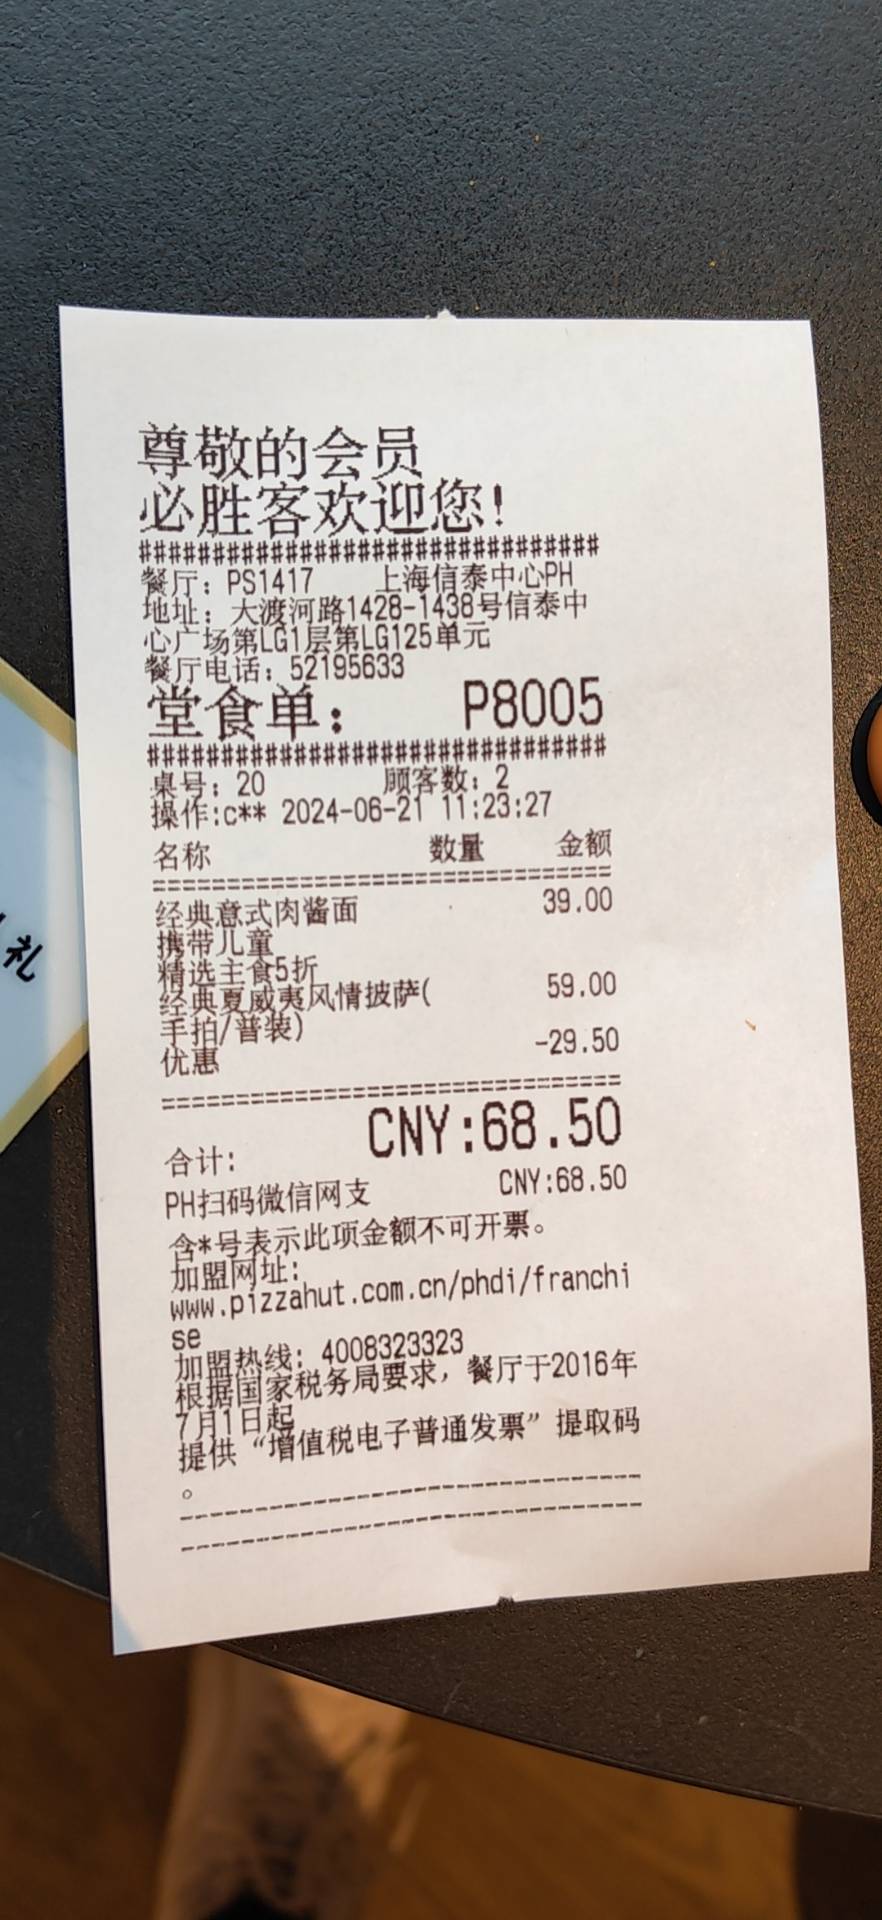 尊敬的会员
必胜客欢迎您!
################################
餐厅: PS1417 上海信泰中心PH
地址: 大渡河路1428-1438号信泰中
心广场第LG1层第LG125单元
餐厅电话: 52195633
堂食单: P8005
################################
桌号: 20 顾客数: 2
操作:c** 2024-06-21 11:23:27
名称 数量 金额
================================
经典意式肉酱面 39.00
携带儿童
精选主食5折
经典夏威夷风情披萨( 59.00
手拍/普装)
优惠 -29.50
================================
合计: CNY:68.50
PH扫码微信网支 CNY:68.50
含*号表示此项金额不可开票。
加盟网址:
www.pizzahut.com.cn/phdi/franchi
se
加盟热线: 4008323323
根据国家税务局要求，餐厅于2016年
7月1日起
提供“增值税电子普通发票”提取码
。
--------------------------------
--------------------------------
礼